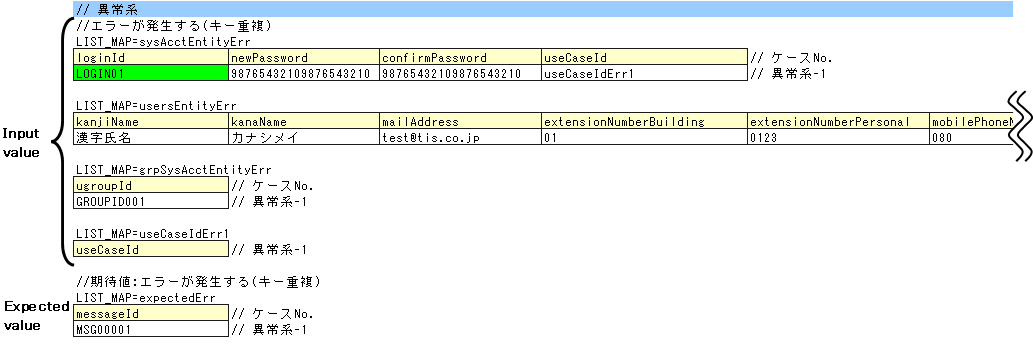 // 異常系
//エラーが発生する(キー重複)
LIST_MAP=sysAcctEntityErr
loginId newPassword confirmPassword useCaseId // ケースNo.
LOGIN01 98765432109876543210 98765432109876543210 useCaseIdErr1 // 異常系-1
LIST_MAP=usersEntityErr
kanjiName kanaName mailAddress extensionNumberBuilding extensionNumberPersonal mobilePhoneN
漢字氏名 カナシメイ test@tis.co.jp 01 0123 080
Input
value
LIST_MAP=grpSysAcctEntityErr
ugroupId // ケースNo.
GROUPID001 // 異常系-1
LIST_MAP=useCaseIdErr1
useCaseId // 異常系-1
//期待値:エラーが発生する(キー重複)
LIST_MAP=expectedErr
Expected
value
messageId // ケースNo.
MSG00001 // 異常系-1